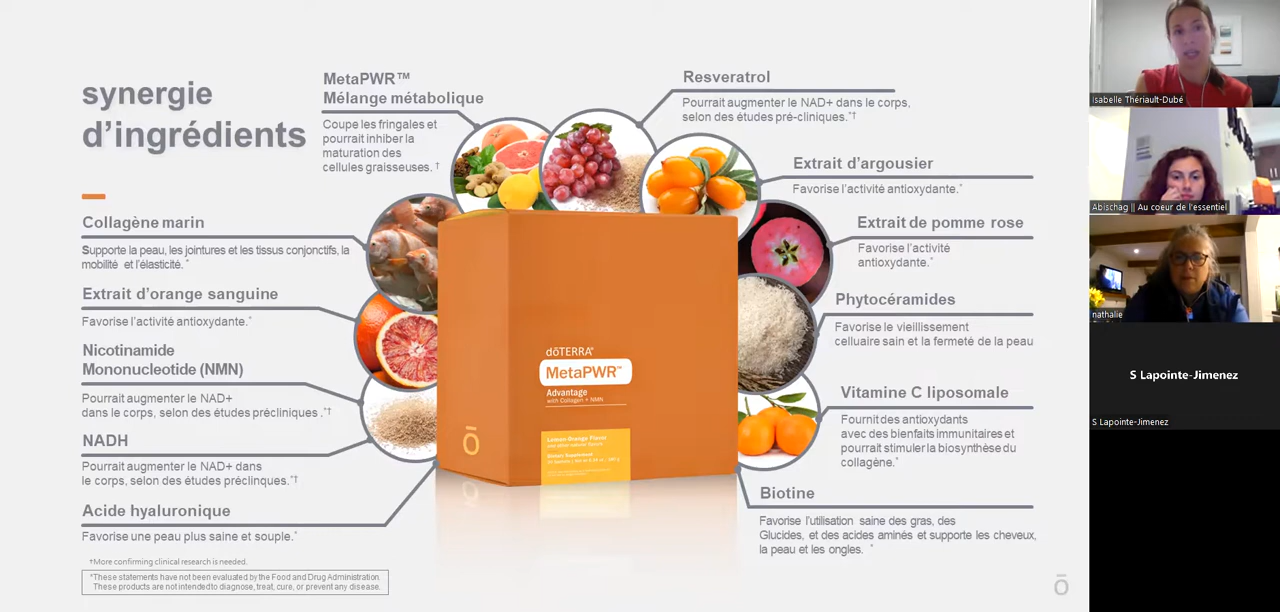 synergie
d'ingrédients
MetaPWR™
Mélange métabolique
Coupe les fringales et
pourrait inhiber la
maturation des
cellules graisseuses. †
Resveratrol
Pourrait augmenter le NAD+ dans le corps,
selon des études pré-cliniques.*†
Extrait d'argousier
Favorise l'activité antioxydante.*
Extrait de pomme rose
Favorise l'activité
antioxydante.*
Phytocéramides
Favorise le vieillissement
celluaire sain et la fermeté de la peau
Vitamine C liposomale
Fournit des antioxydants
avec des bienfaits immunitaires et
pourrait stimuler la biosynthèse du
collagène.*
Biotine
Favorise l'utilisation saine des gras, des
Glucides, et des acides aminés et supporte les cheveux,
la peau et les ongles. *
Collagène marin
Supporte la peau, les jointures et les tissus conjonctifs, la
mobilité et l'élasticité. *
Extrait d'orange sanguine
Favorise l'activité antioxydante.*
Nicotinamide
Mononucleotide (NMN)
Pourrait augmenter le NAD+
dans le corps, selon des études précliniques .*†
NADH
Pourrait augmenter le NAD+ dans
le corps, selon des études préclinques.*†
Acide hyaluronique
Favorise une peau plus saine et souple.*
†More confirming clinical research is needed.
*These statements have not been evaluated by the Food and Drug Administration.
These products are not intended to diagnose, treat, cure, or prevent any disease.
dōTERRA®
MetaPWR™
Advantage
with Collagen + NMN
Lemon-Orange Flavor
Dietary Supplement
ō
ō
Isabelle Thériault-Dubé
Abischag || Au coeur de l'essentiel
nathalie
S Lapointe-Jimenez
S Lapointe-Jimenez